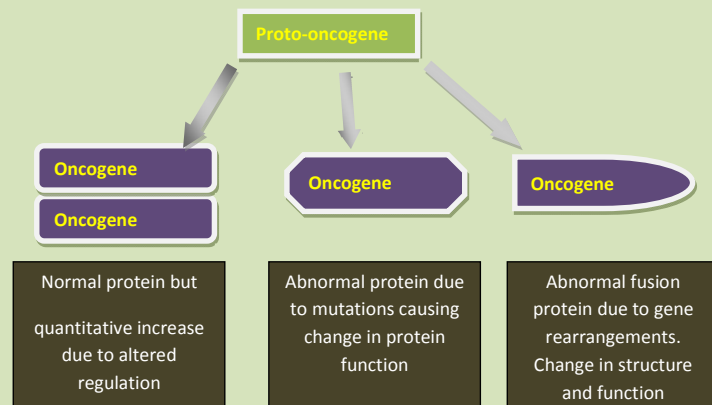 Proto-oncogene
Oncogene
Oncogene
Oncogene
Oncogene
Normal protein but
quantitative increase
due to altered
regulation
Abnormal protein due
to mutations causing
change in protein
function
Abnormal fusion
protein due to gene
rearrangements.
Change in structure
and function